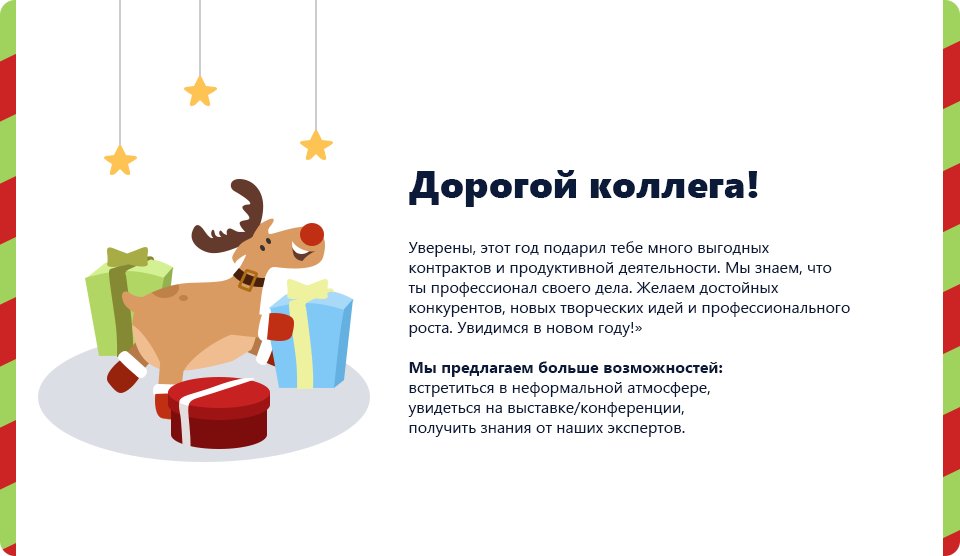 Дорогой коллега!
Уверены, этот год подарил тебе много выгодных
контрактов и продуктивной деятельности. Мы знаем, что
ты профессионал своего дела. Желаем достойных
конкурентов, новых творческих идей и профессионального
роста. Увидимся в новом году!»
Мы предлагаем больше возможностей:
встретиться в неформальной атмосфере,
увидеться на выставке/конференции,
получить знания от наших экспертов.